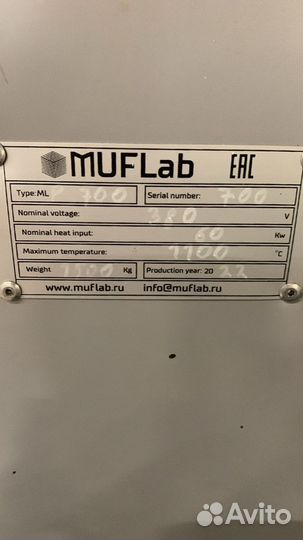 MUFLab EAC
Type: ML 700 Serial number: 700
Nominal voltage: 380 V
Nominal heat input: 60 Kw
Maximum temperature: 1100 °C
Weight Kg Production year: 20 22
www.muflab.ru info@muflab.ru
Avito